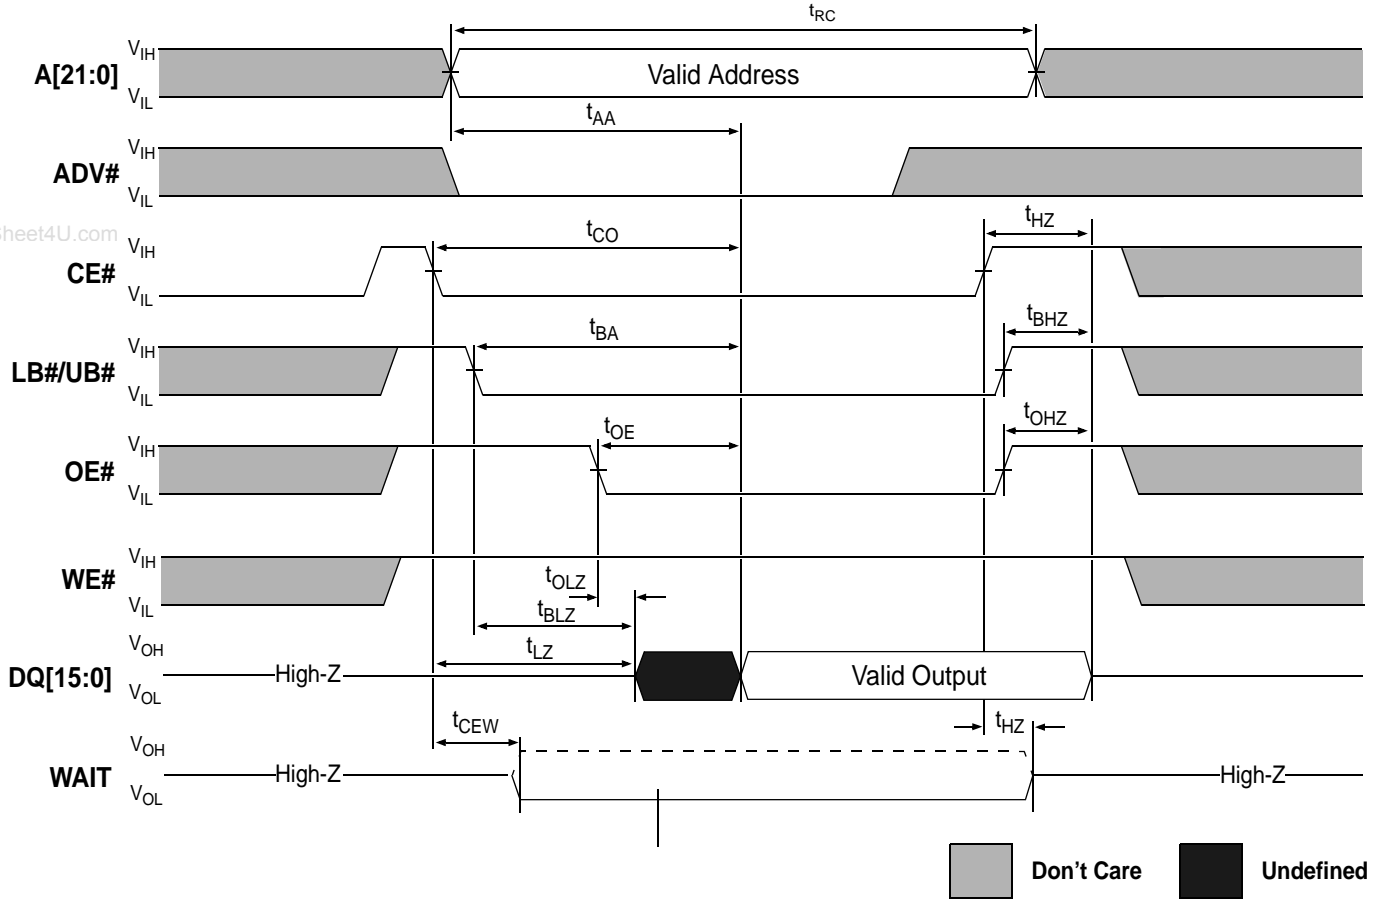 tRC
VIH
A[21:0]
Valid Address
VIL
tAA
VIH
ADV#
VIL
heet4U.com
tCO
tHZ
VIH
CE#
VIL
tBA
tBHZ
VIH
LB#/UB#
VIL
tOE
tOHZ
VIH
OE#
VIL
VIH
WE#
VIL
tOLZ
tBLZ
tLZ
VOH
DQ[15:0]
High-Z
Valid Output
VOL
tCEW
tHZ
VOH
WAIT
High-Z
High-Z
VOL
Don't Care
Undefined